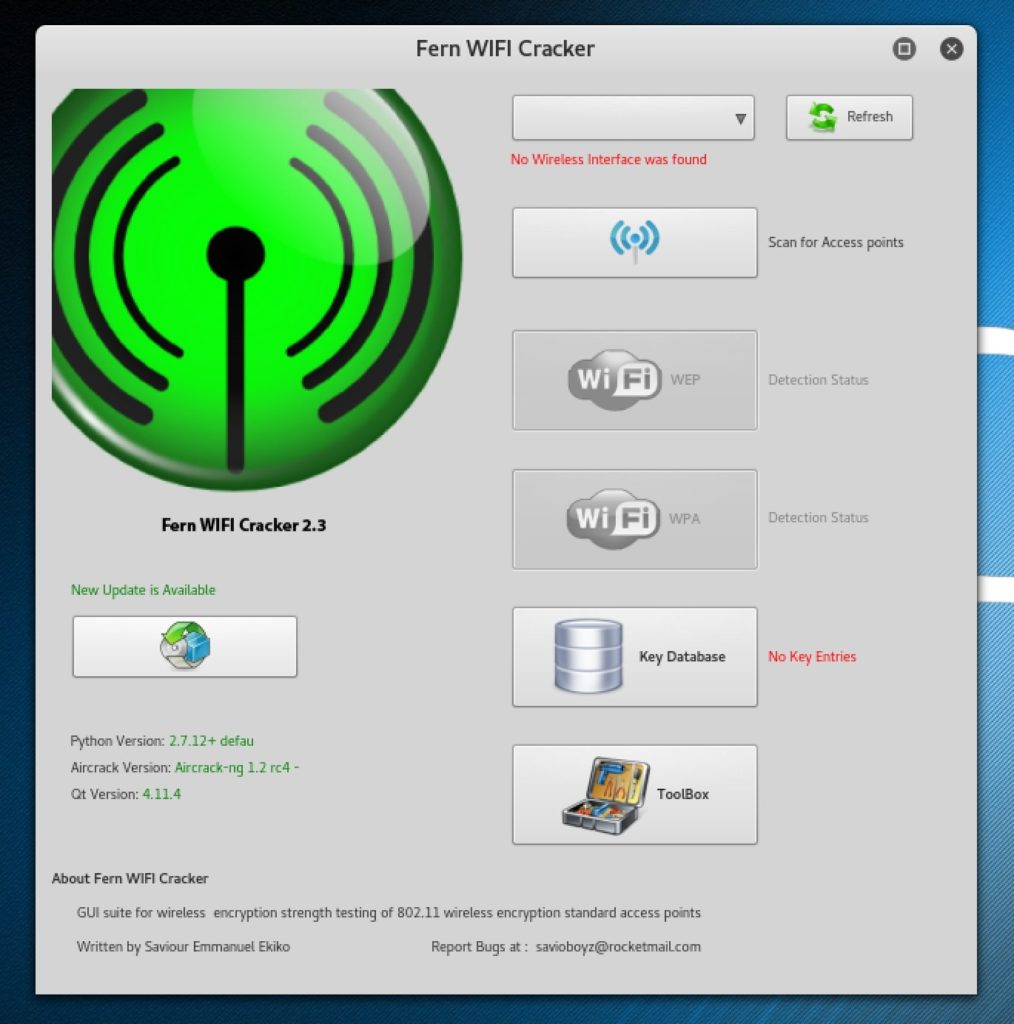 Fern WIFI Cracker
Refresh
No Wireless Interface was found
Scan for Access points
WiFi WEP
Detection Status
WiFi WPA
Detection Status
Fern WIFI Cracker 2.3
New Update is Available
Key Database
No Key Entries
Python Version: 2.7.12+ defau
Aircrack Version: Aircrack-ng 1.2 rc4 -
Qt Version: 4.11.4
ToolBox
About Fern WIFI Cracker
GUI suite for wireless  encryption strength testing of 802.11 wireless encryption standard access points
Written by Saviour Emmanuel Ekiko
Report Bugs at :  savioboyz@rocketmail.com